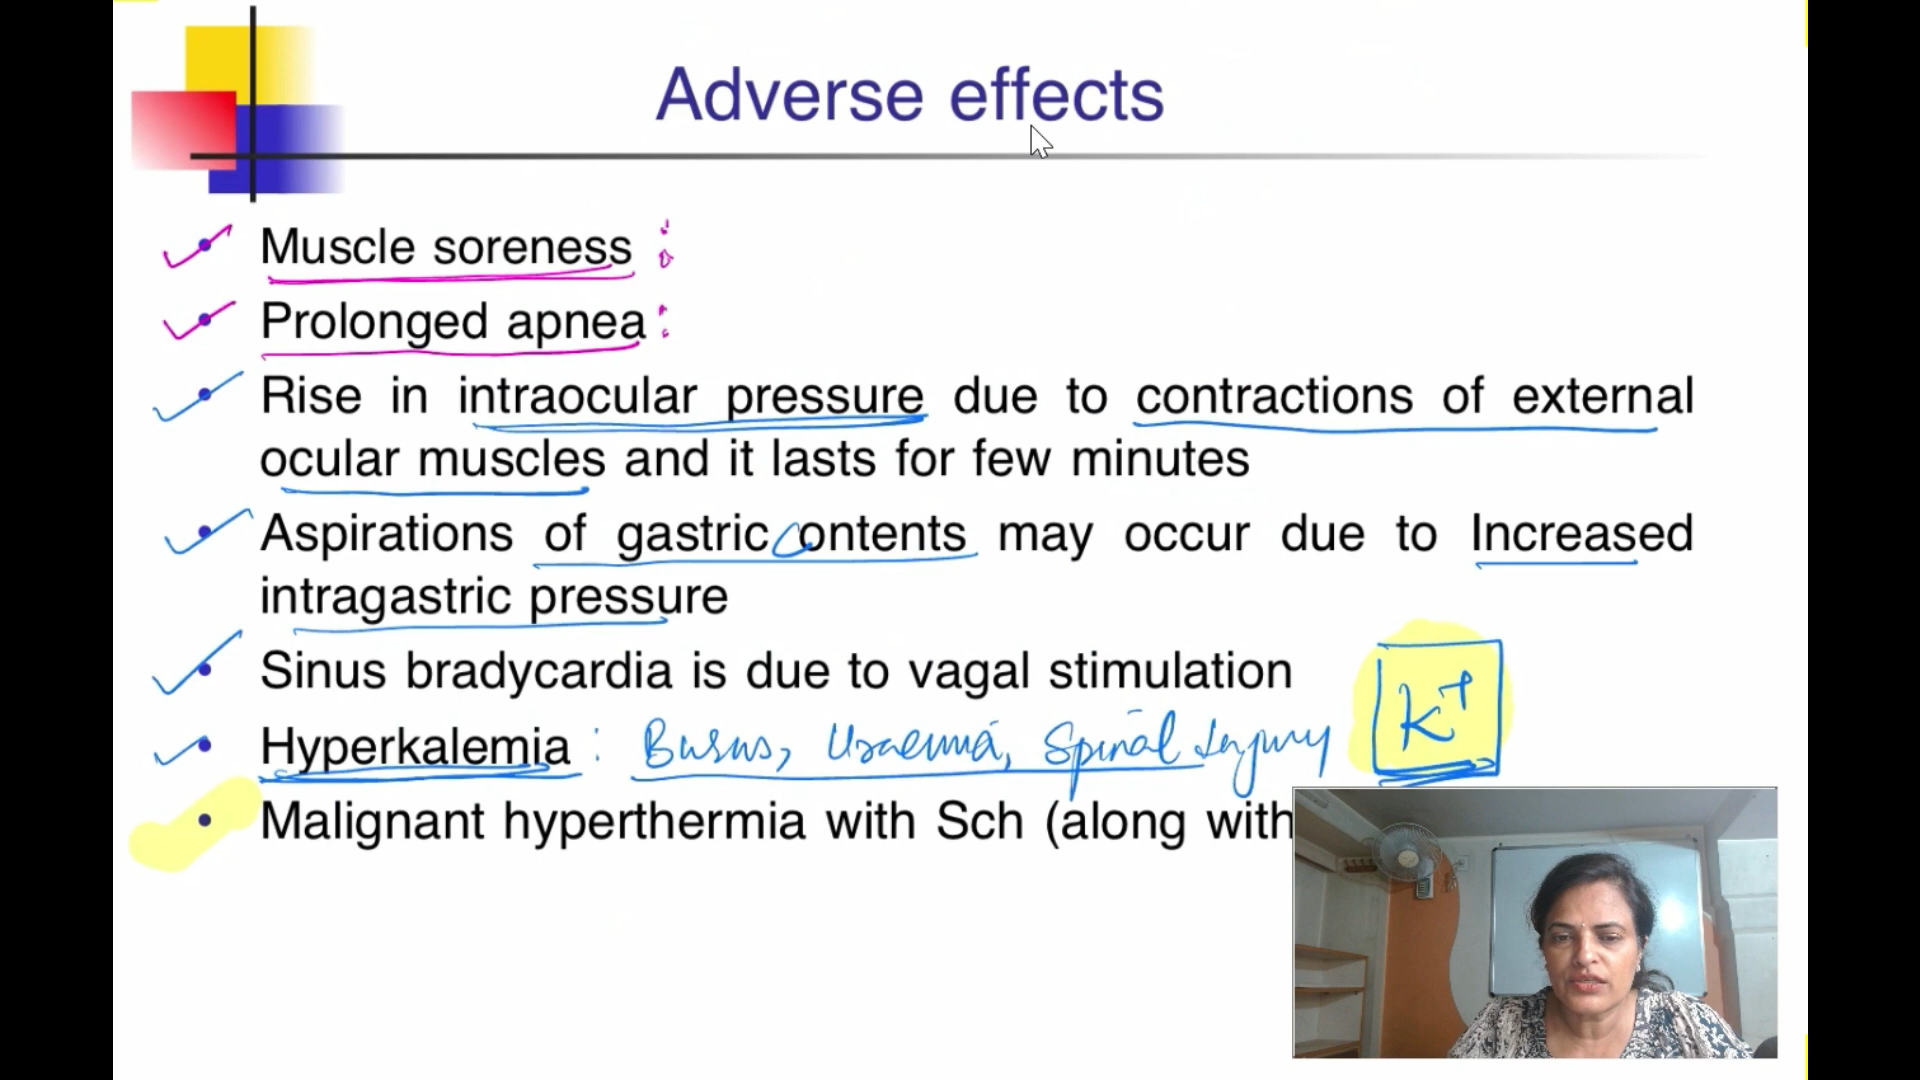 Adverse effects
• Muscle soreness :
• Prolonged apnea :
• Rise in intraocular pressure due to contractions of external
ocular muscles and it lasts for few minutes
• Aspirations of gastric contents may occur due to Increased
intragastric pressure
• Sinus bradycardia is due to vagal stimulation
K+
• Hyperkalemia : Burns, Uraemia, Spinal Injury
• Malignant hyperthermia with Sch (along with